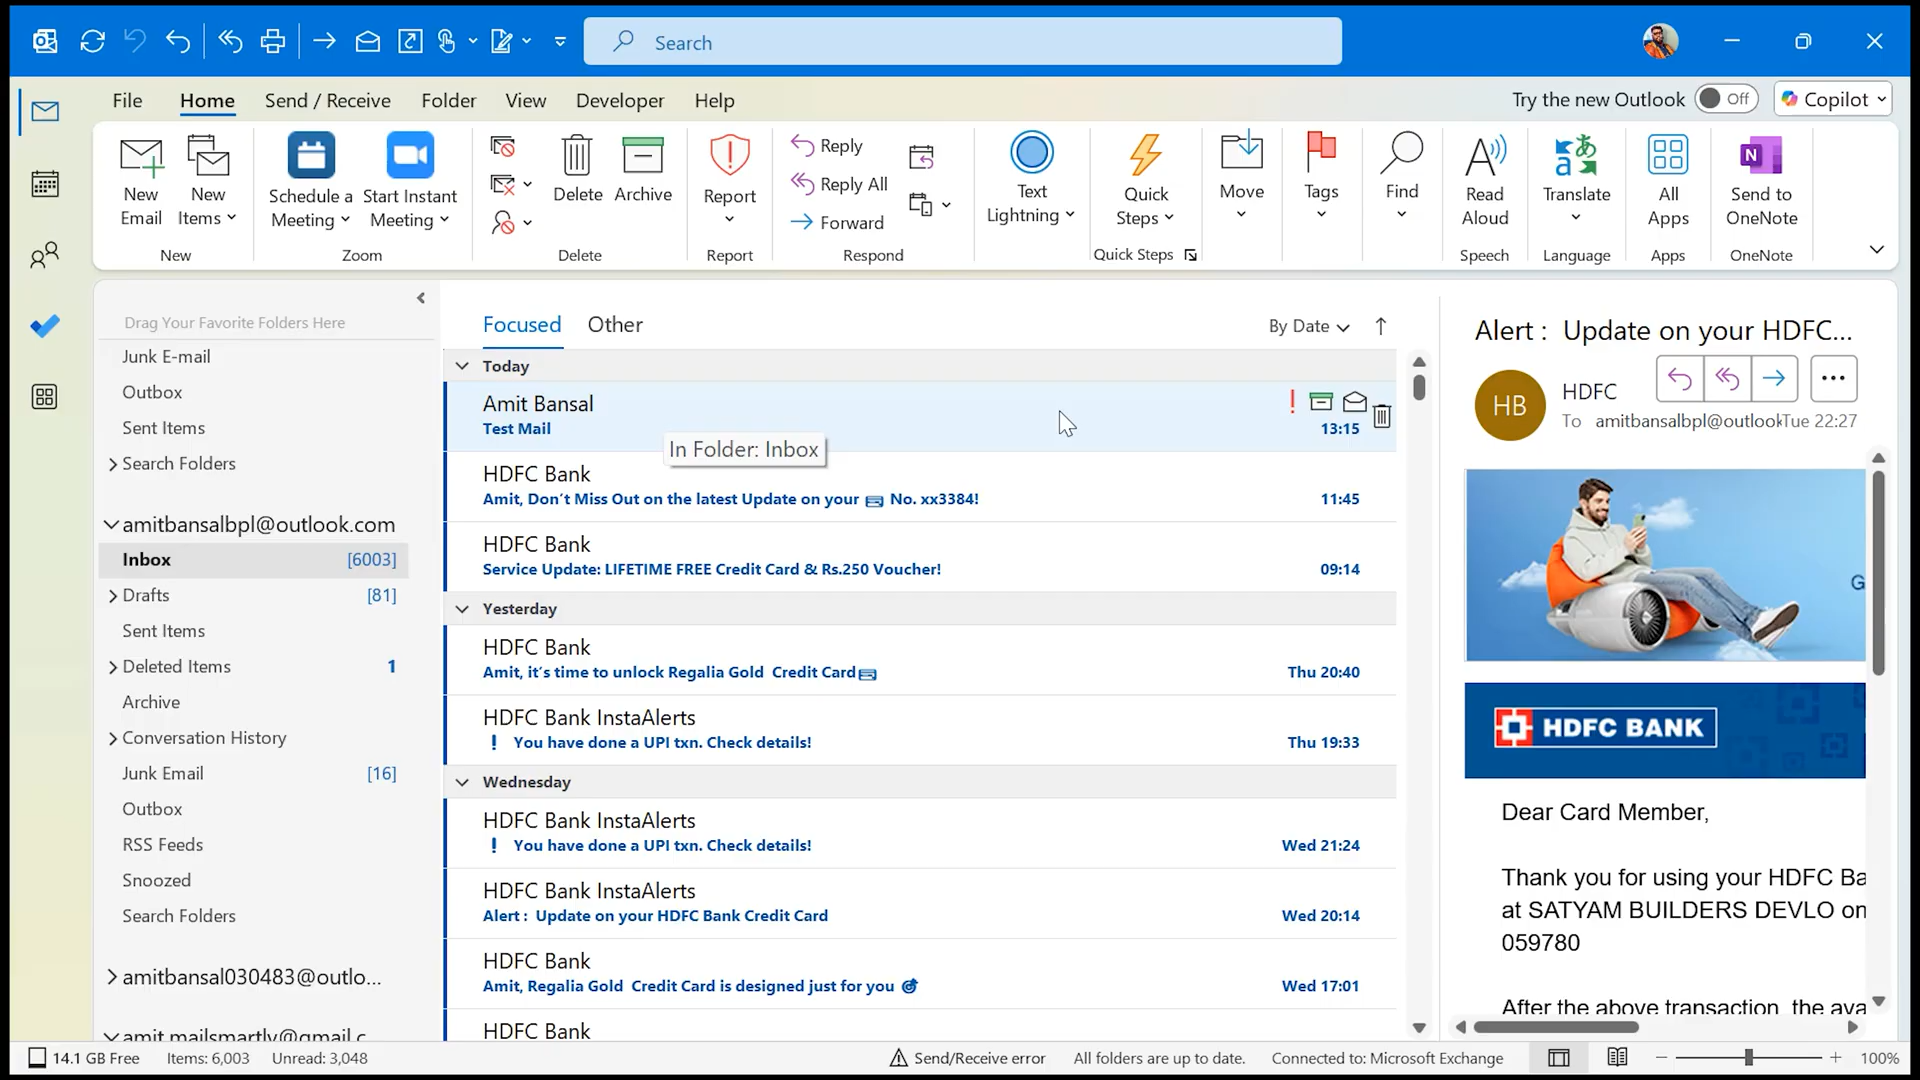 Search
File
Home
Send / Receive
Folder
View
Developer
Help
Try the new Outlook
Off
Copilot
New Email
New Items
New
Schedule a Meeting
Start Instant Meeting
Zoom
Delete
Archive
Delete
Report
Report
Reply
Reply All
Forward
Respond
Text Lightning
Quick Steps
Quick Steps
Move
Tags
Find
Read Aloud
Speech
Translate
Language
All Apps
Apps
Send to OneNote
OneNote
Drag Your Favorite Folders Here
Junk E-mail
Outbox
Sent Items
Search Folders
amitbansalbpl@outlook.com
Inbox [6003]
Drafts [81]
Sent Items
Deleted Items 1
Archive
Conversation History
Junk Email [16]
Outbox
RSS Feeds
Snoozed
Search Folders
amitbansal030483@outlo...
amit.mailsmartly@gmail.c...
Focused Other
By Date
Today
Amit Bansal
Test Mail 13:15
In Folder: Inbox
HDFC Bank
Amit, Don't Miss Out on the latest Update on your No. xx3384! 11:45
HDFC Bank
Service Update: LIFETIME FREE Credit Card & Rs.250 Voucher! 09:14
Yesterday
HDFC Bank
Amit, it's time to unlock Regalia Gold Credit Card Thu 20:40
HDFC Bank InstaAlerts
! You have done a UPI txn. Check details! Thu 19:33
Wednesday
HDFC Bank InstaAlerts
! You have done a UPI txn. Check details! Wed 21:24
HDFC Bank InstaAlerts
Alert : Update on your HDFC Bank Credit Card Wed 20:14
HDFC Bank
Amit, Regalia Gold Credit Card is designed just for you Wed 17:01
HDFC Bank
Alert : Update on your HDFC...
HB
HDFC
To amitbansalbpl@outlook Tue 22:27
G
HDFC BANK
Dear Card Member,
Thank you for using your HDFC Ba
at SATYAM BUILDERS DEVLO on
059780
After the above transaction, the ava
14.1 GB Free Items: 6,003 Unread: 3,048
Send/Receive error All folders are up to date. Connected to: Microsoft Exchange 100%